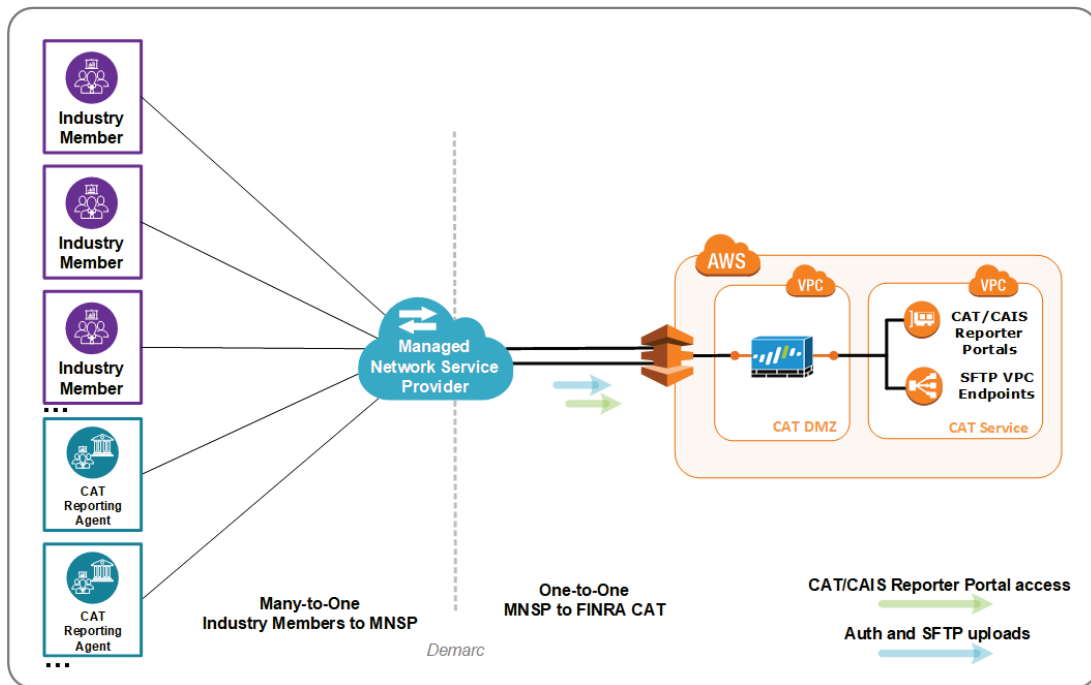 Industry
Member
Industry
Member
Industry
Member
...
CAT
Reporting
Agent
CAT
Reporting
Agent
...
Managed
Network Service
Provider
Many-to-One
Industry Members to MNSP
Demarc
One-to-One
MNSP to FINRA CAT
AWS
VPC
CAT DMZ
VPC
CAT/CAIS
Reporter
Portals
SFTP VPC
Endpoints
CAT Service
CAT/CAIS Reporter Portal access
Auth and SFTP uploads